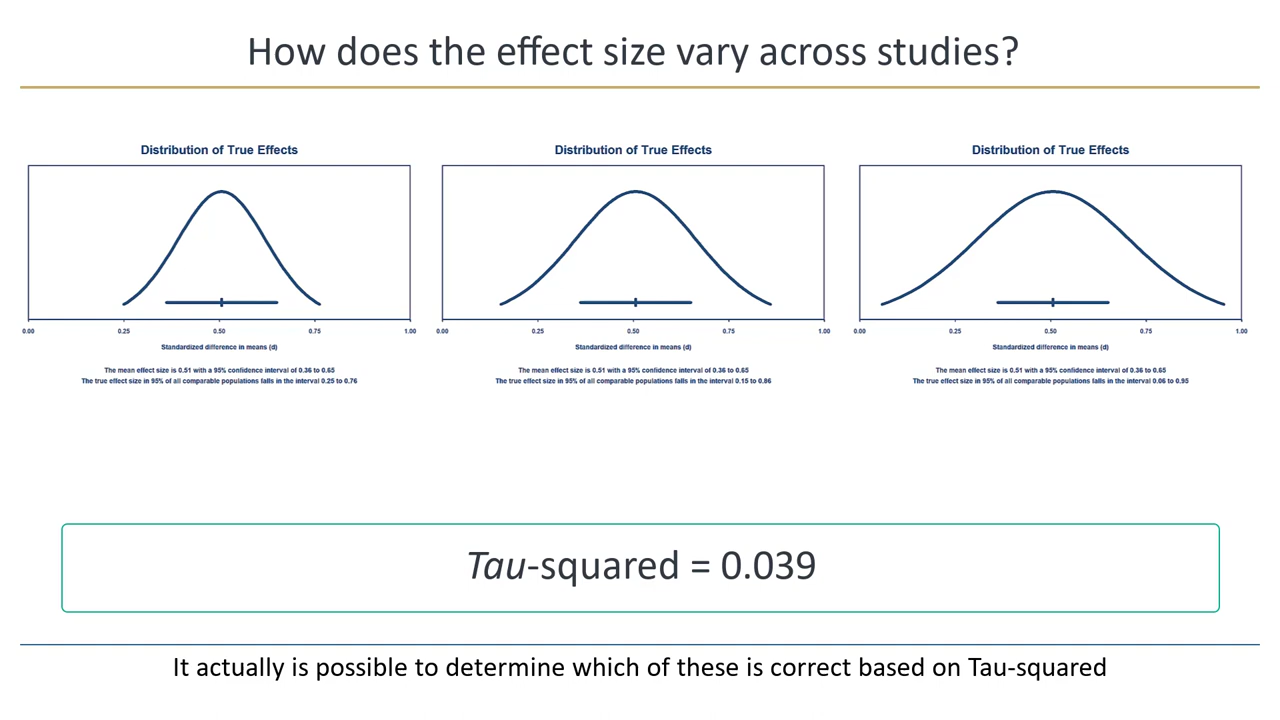 How does the effect size vary across studies?
Distribution of True Effects
0.00 0.25 0.50 0.75 1.00
Standardized difference in means (d)
The mean effect size is 0.51 with a 95% confidence interval of 0.36 to 0.65
The true effect size in 95% of all comparable populations falls in the interval 0.25 to 0.76
Distribution of True Effects
0.00 0.25 0.50 0.75 1.00
Standardized difference in means (d)
The mean effect size is 0.51 with a 95% confidence interval of 0.36 to 0.65
The true effect size in 95% of all comparable populations falls in the interval 0.15 to 0.86
Distribution of True Effects
0.00 0.25 0.50 0.75 1.00
Standardized difference in means (d)
The mean effect size is 0.51 with a 95% confidence interval of 0.36 to 0.65
The true effect size in 95% of all comparable populations falls in the interval 0.06 to 0.95
Tau-squared = 0.039
It actually is possible to determine which of these is correct based on Tau-squared